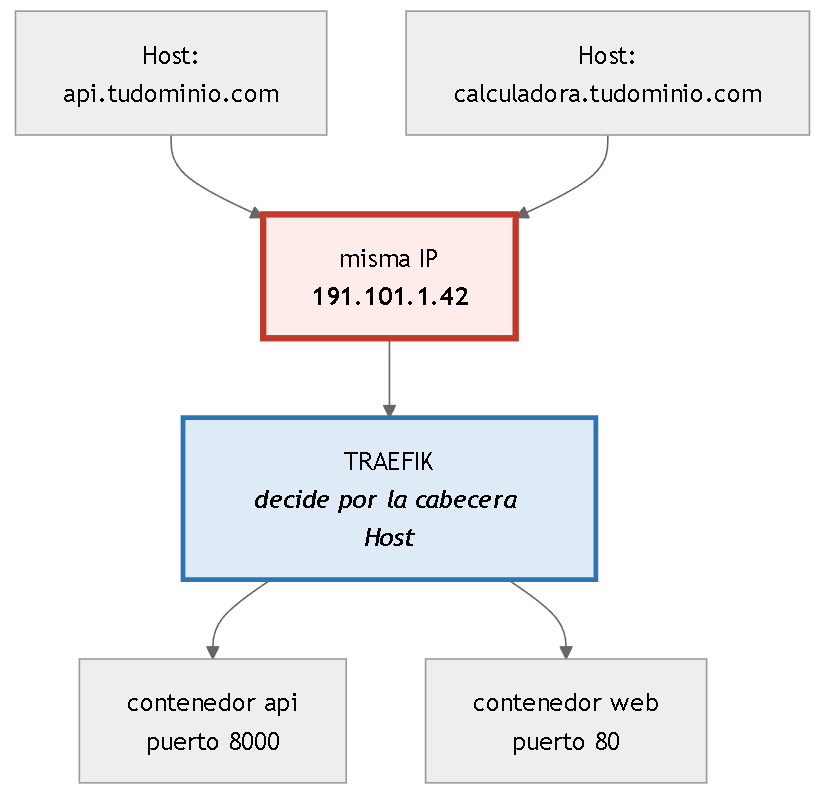 Host:
api.tudominio.com
Host:
calculadora.tudominio.com
misma IP
191.101.1.42
TRAEFIK
decide por la cabecera
Host
contenedor api
puerto 8000
contenedor web
puerto 80